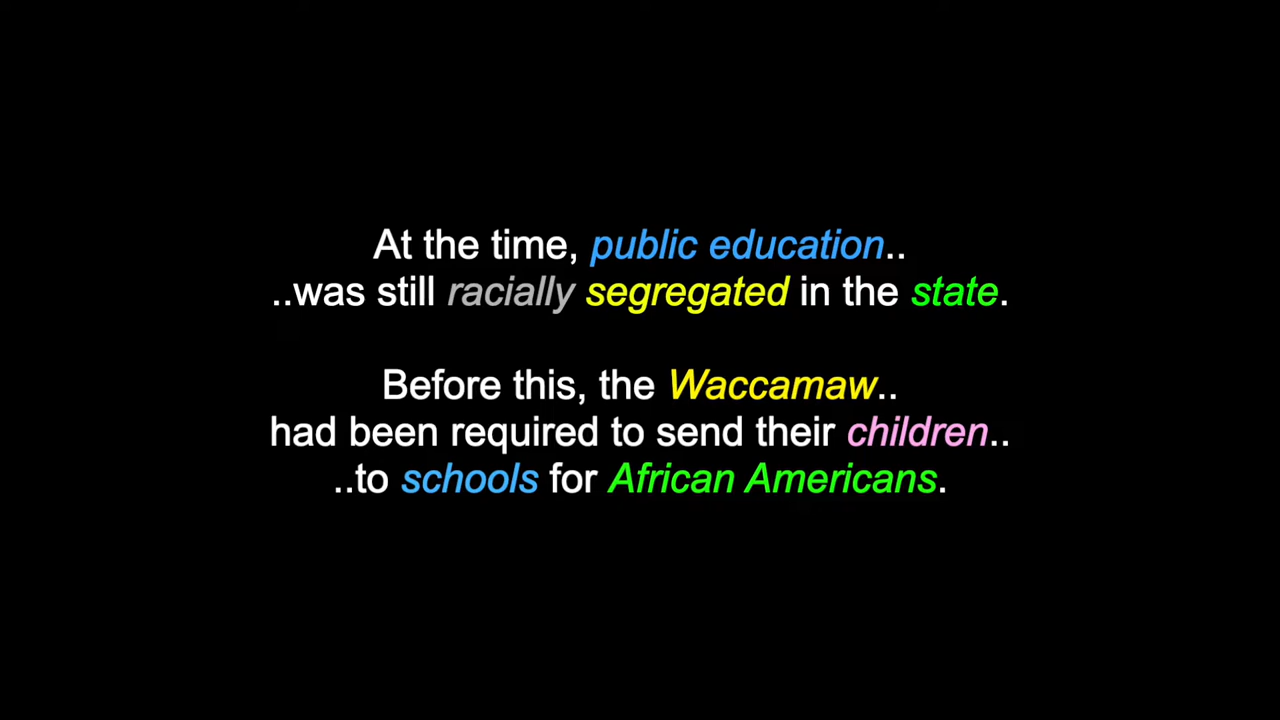 At the time, public education..
..was still racially segregated in the state.
Before this, the Waccamaw..
had been required to send their children..
..to schools for African Americans.